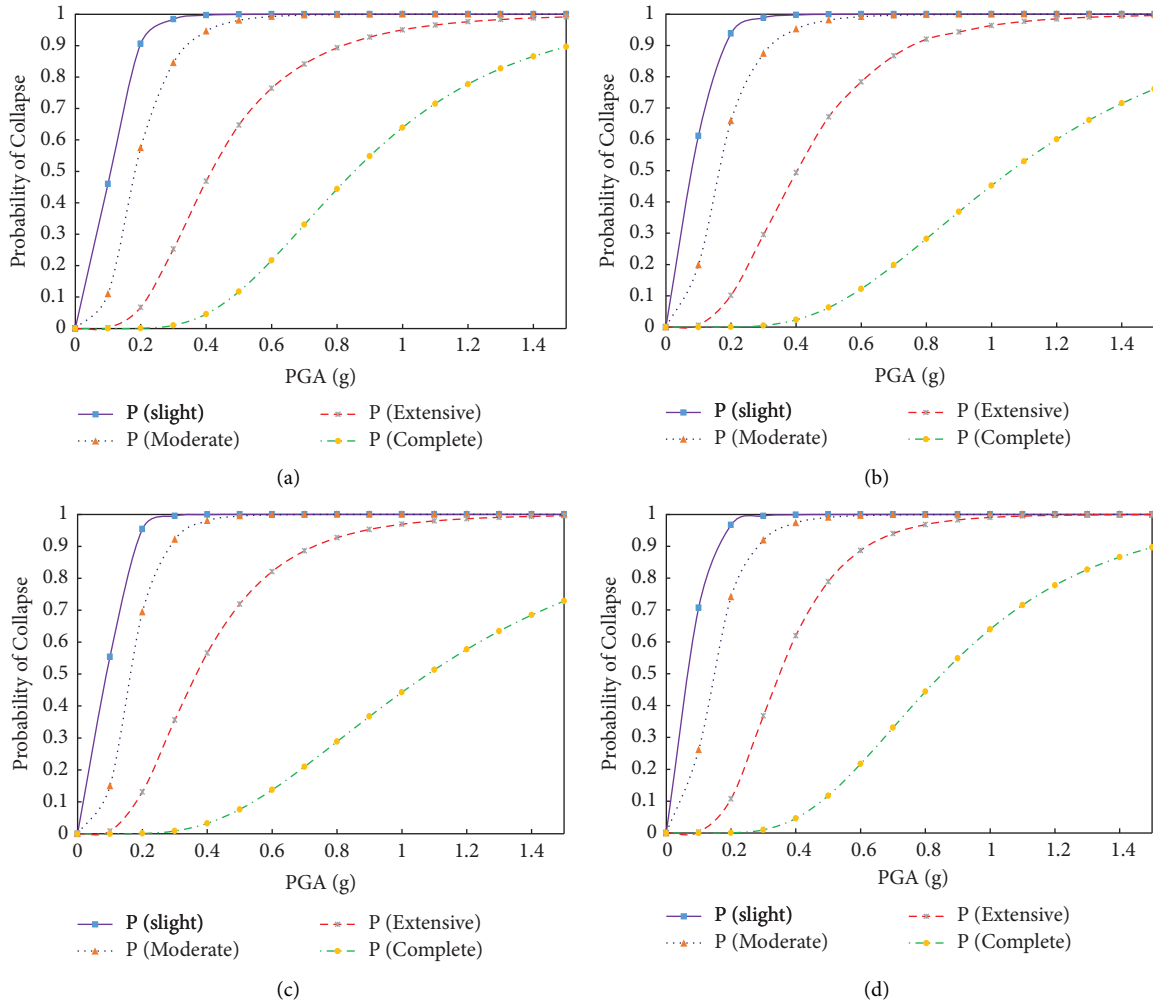 Probability of Collapse
1
0.9
0.8
0.7
0.6
0.5
0.4
0.3
0.2
0.1
0
0 0.2 0.4 0.6 0.8 1 1.2 1.4
PGA (g)
P (slight)
P (Extensive)
P (Moderate)
P (Complete)
(a)
Probability of Collapse
1
0.9
0.8
0.7
0.6
0.5
0.4
0.3
0.2
0.1
0
0 0.2 0.4 0.6 0.8 1 1.2 1.4
PGA (g)
P (slight)
P (Extensive)
P (Moderate)
P (Complete)
(b)
Probability of Collapse
1
0.9
0.8
0.7
0.6
0.5
0.4
0.3
0.2
0.1
0
0 0.2 0.4 0.6 0.8 1 1.2 1.4
PGA (g)
P (slight)
P (Extensive)
P (Moderate)
P (Complete)
(c)
Probability of Collapse
1
0.9
0.8
0.7
0.6
0.5
0.4
0.3
0.2
0.1
0
0 0.2 0.4 0.6 0.8 1 1.2 1.4
PGA (g)
P (slight)
P (Extensive)
P (Moderate)
P (Complete)
(d)